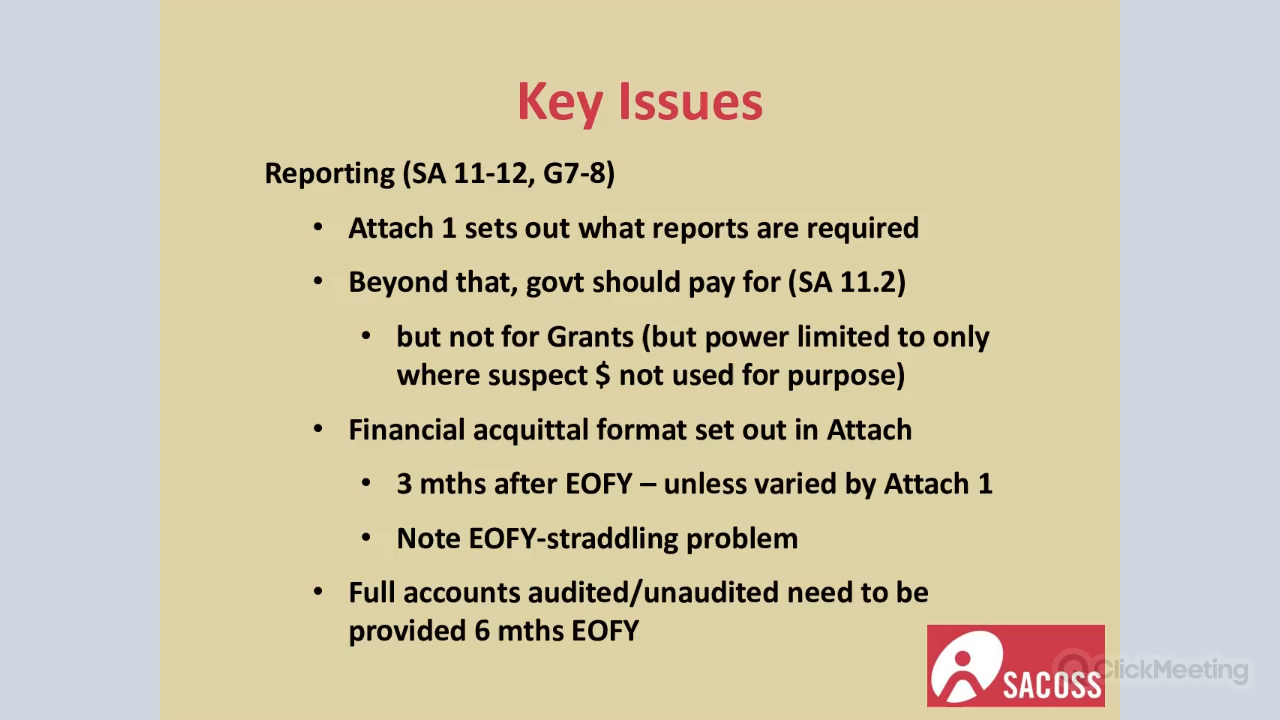 Key Issues
Reporting (SA 11-12, G7-8)
• Attach 1 sets out what reports are required
• Beyond that, govt should pay for (SA 11.2)
• but not for Grants (but power limited to only
where suspect $ not used for purpose)
• Financial acquittal format set out in Attach
• 3 mths after EOFY – unless varied by Attach 1
• Note EOFY-straddling problem
• Full accounts audited/unaudited need to be
provided 6 mths EOFY
SACOSS
ClickMeeting